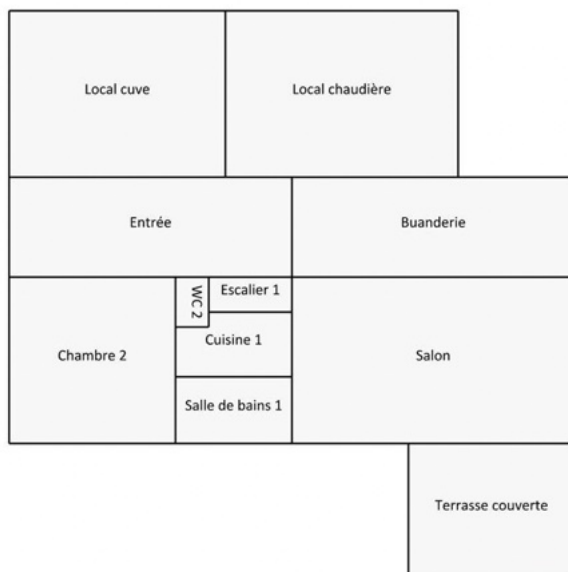 Local cuve
Local chaudière
Entrée
Buanderie
WC 2
Escalier 1
Chambre 2
Cuisine 1
Salon
Salle de bains 1
Terrasse couverte